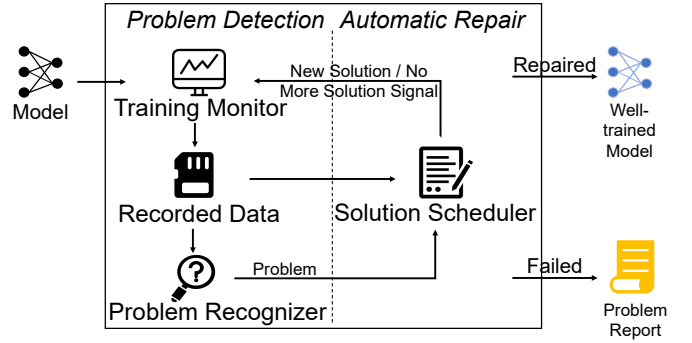 Problem Detection
Automatic Repair
Model
Training Monitor
New Solution / No
More Solution Signal
Repaired
Well-
trained
Model
Recorded Data
Solution Scheduler
Problem
Problem Recognizer
Failed
Problem
Report